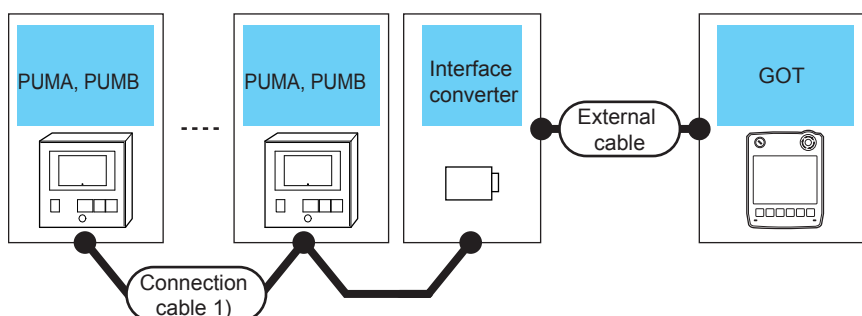 PUMA, PUMB
PUMA, PUMB
Interface
converter
GOT
External
cable
Connection
cable 1)